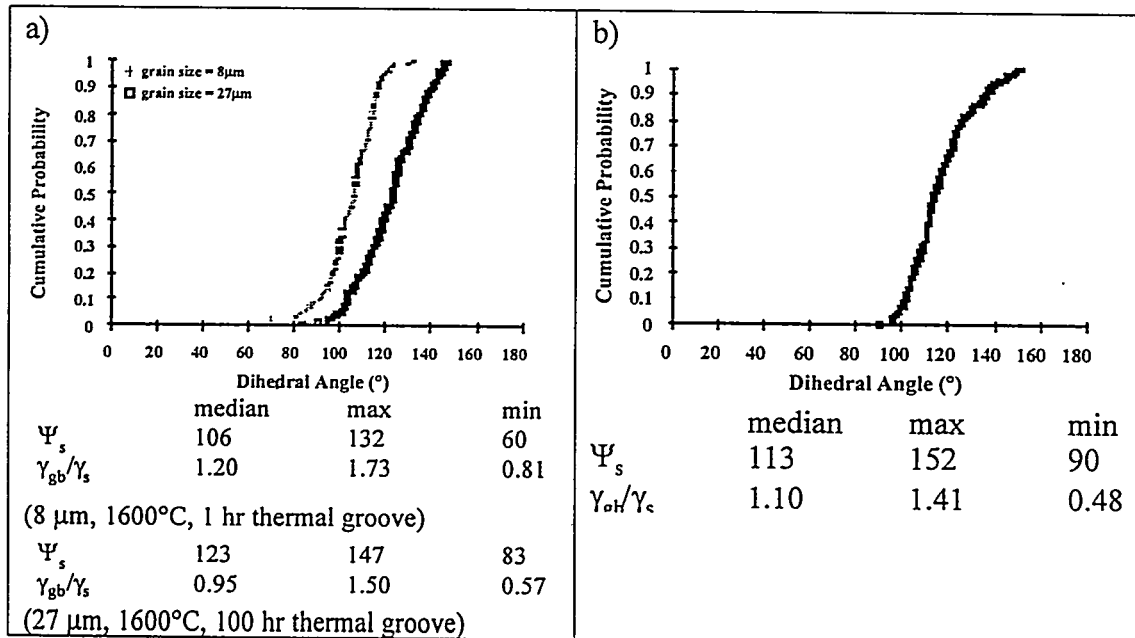 a)
+ grain size = 8μm
□ grain size = 27μm
Cumulative Probability
1
0.9
0.8
0.7
0.6
0.5
0.4
0.3
0.2
0.1
0
0 20 40 60 80 100 120 140 160 180
Dihedral Angle (°)
median max min
Ψs 106 132 60
γgb/γs 1.20 1.73 0.81
(8 μm, 1600°C, 1 hr thermal groove)
Ψs 123 147 83
γgb/γs 0.95 1.50 0.57
(27 μm, 1600°C, 100 hr thermal groove)
b)
Cumulative Probability
1
0.9
0.8
0.7
0.6
0.5
0.4
0.3
0.2
0.1
0
0 20 40 60 80 100 120 140 160 180
Dihedral Angle (°)
median max min
Ψs 113 152 90
γgb/γs 1.10 1.41 0.48